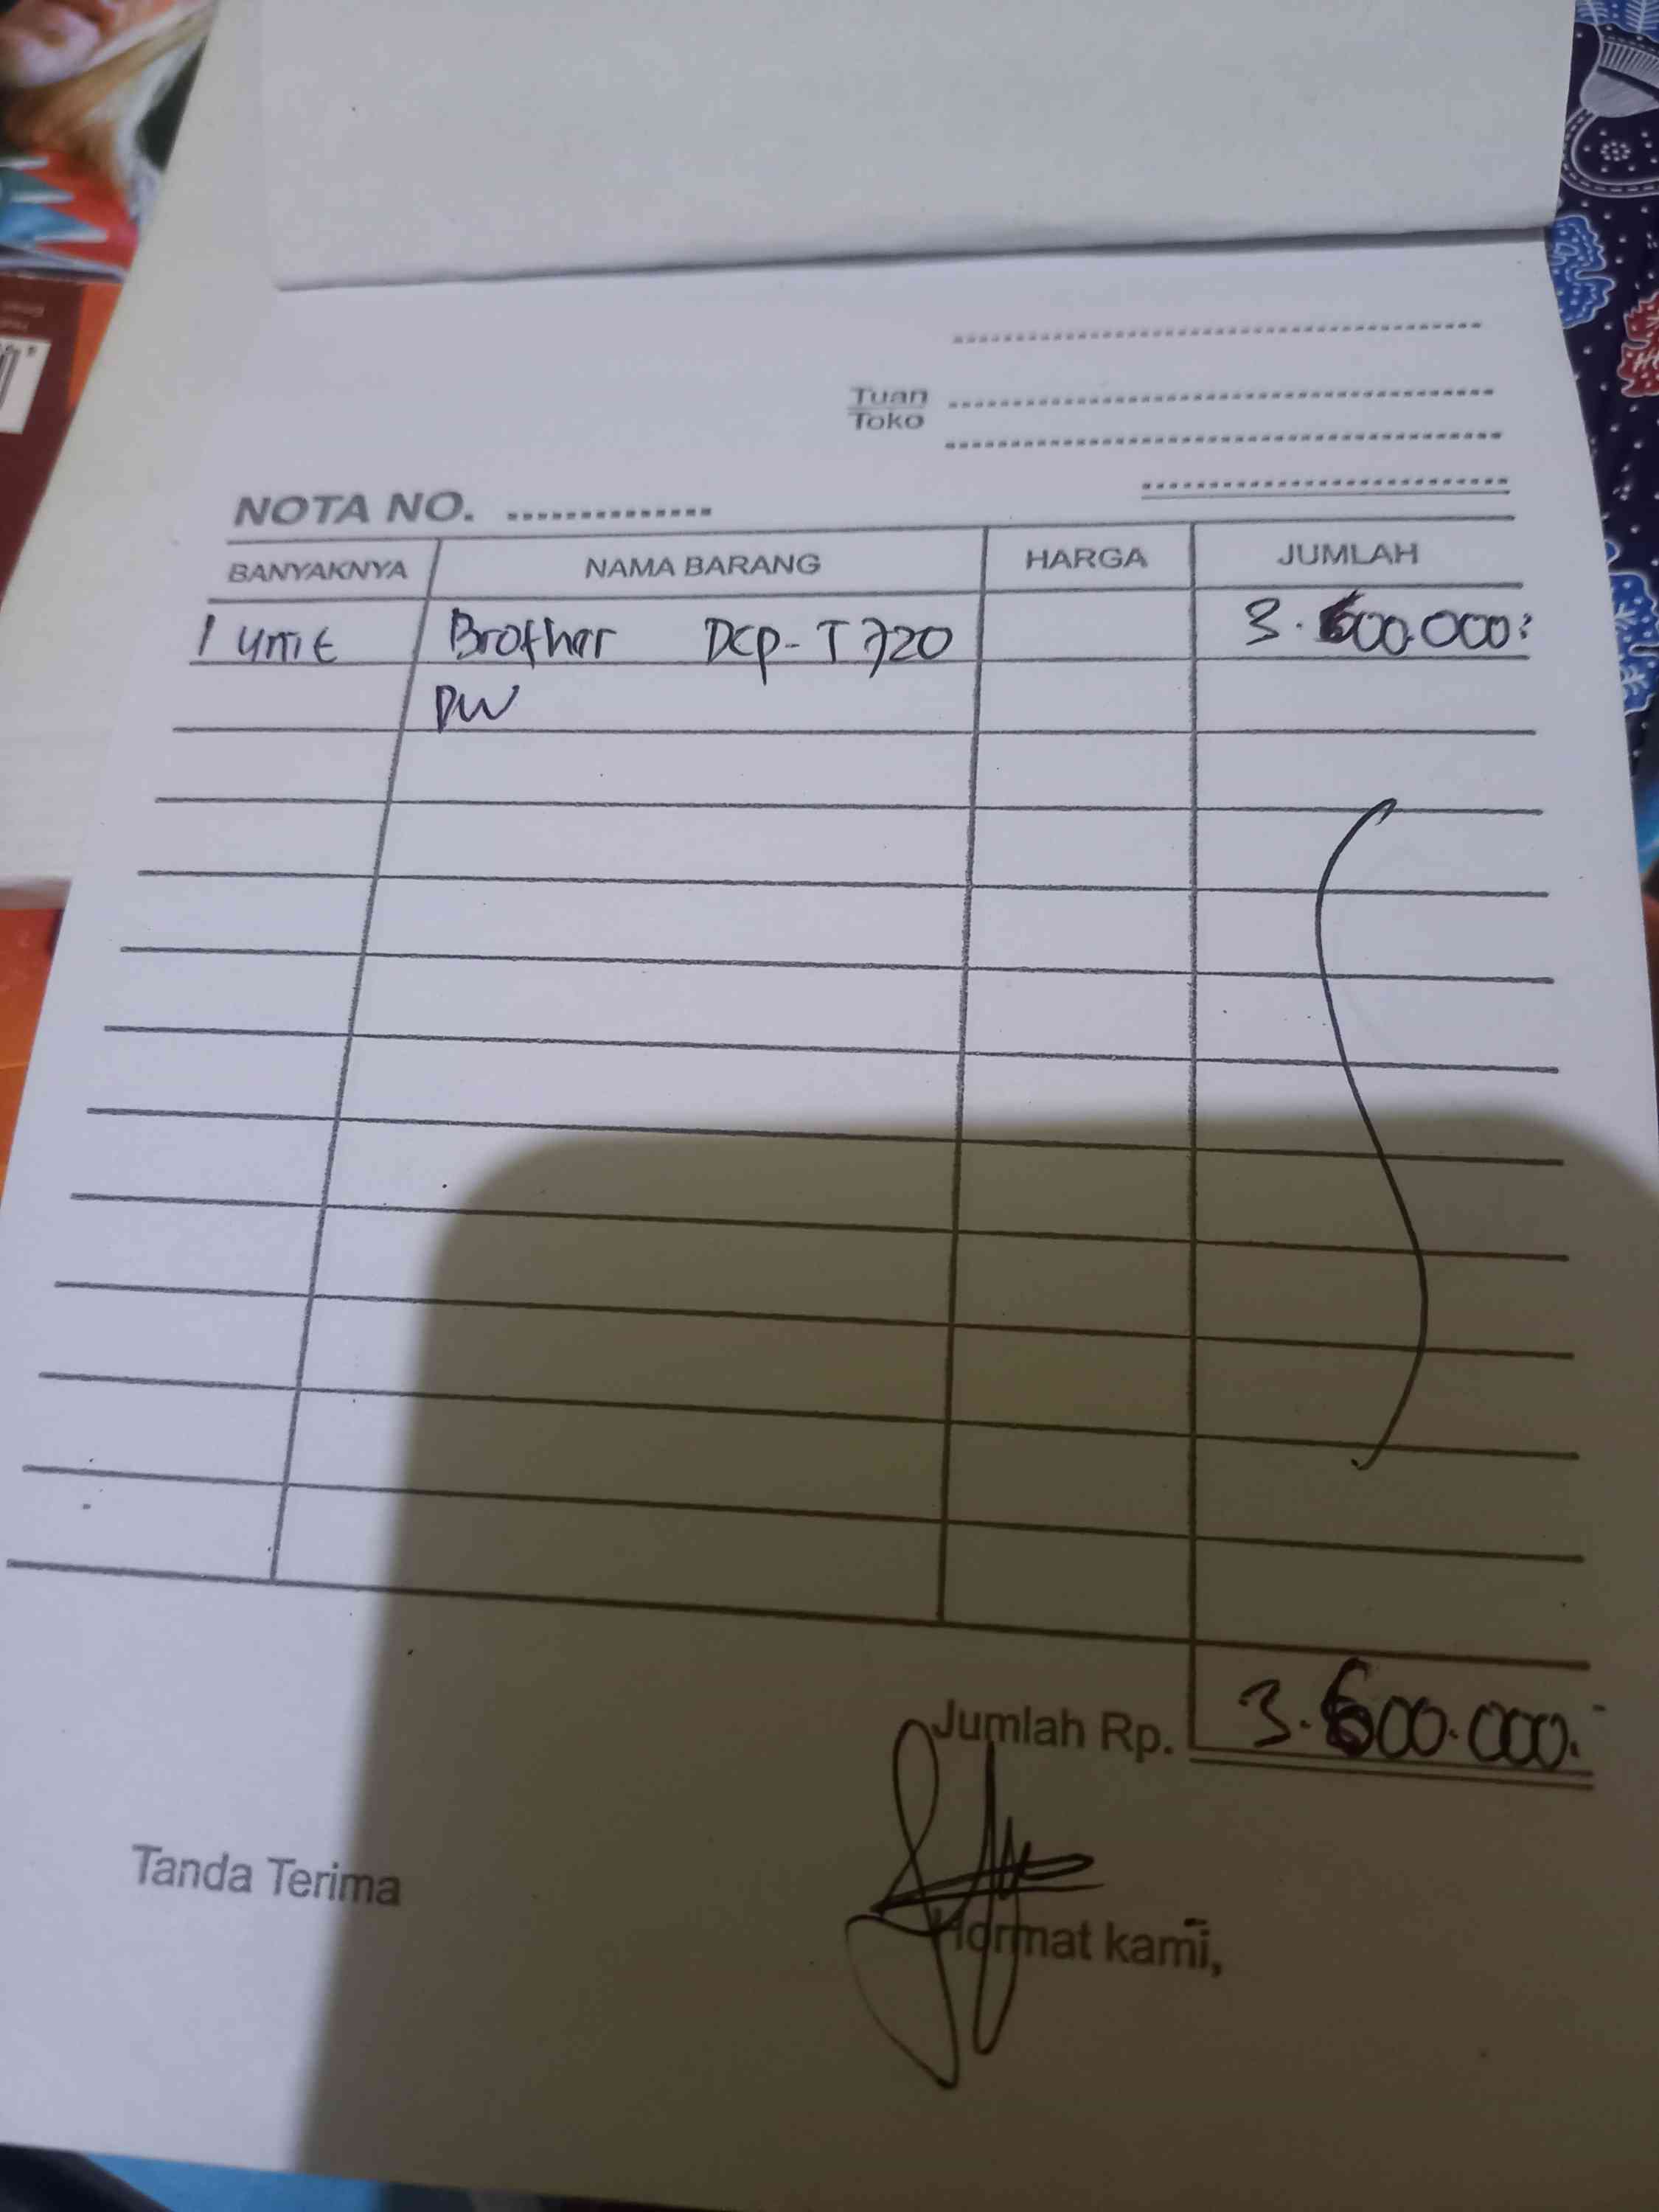 Tuan
Toko
NOTA NO. ..............
BANYAKNYA NAMA BARANG HARGA JUMLAH
1 unit Brother DCP-T720 3.600.000:
DW
Jumlah Rp. 3.600.000.-
Tanda Terima
Hormat kami,